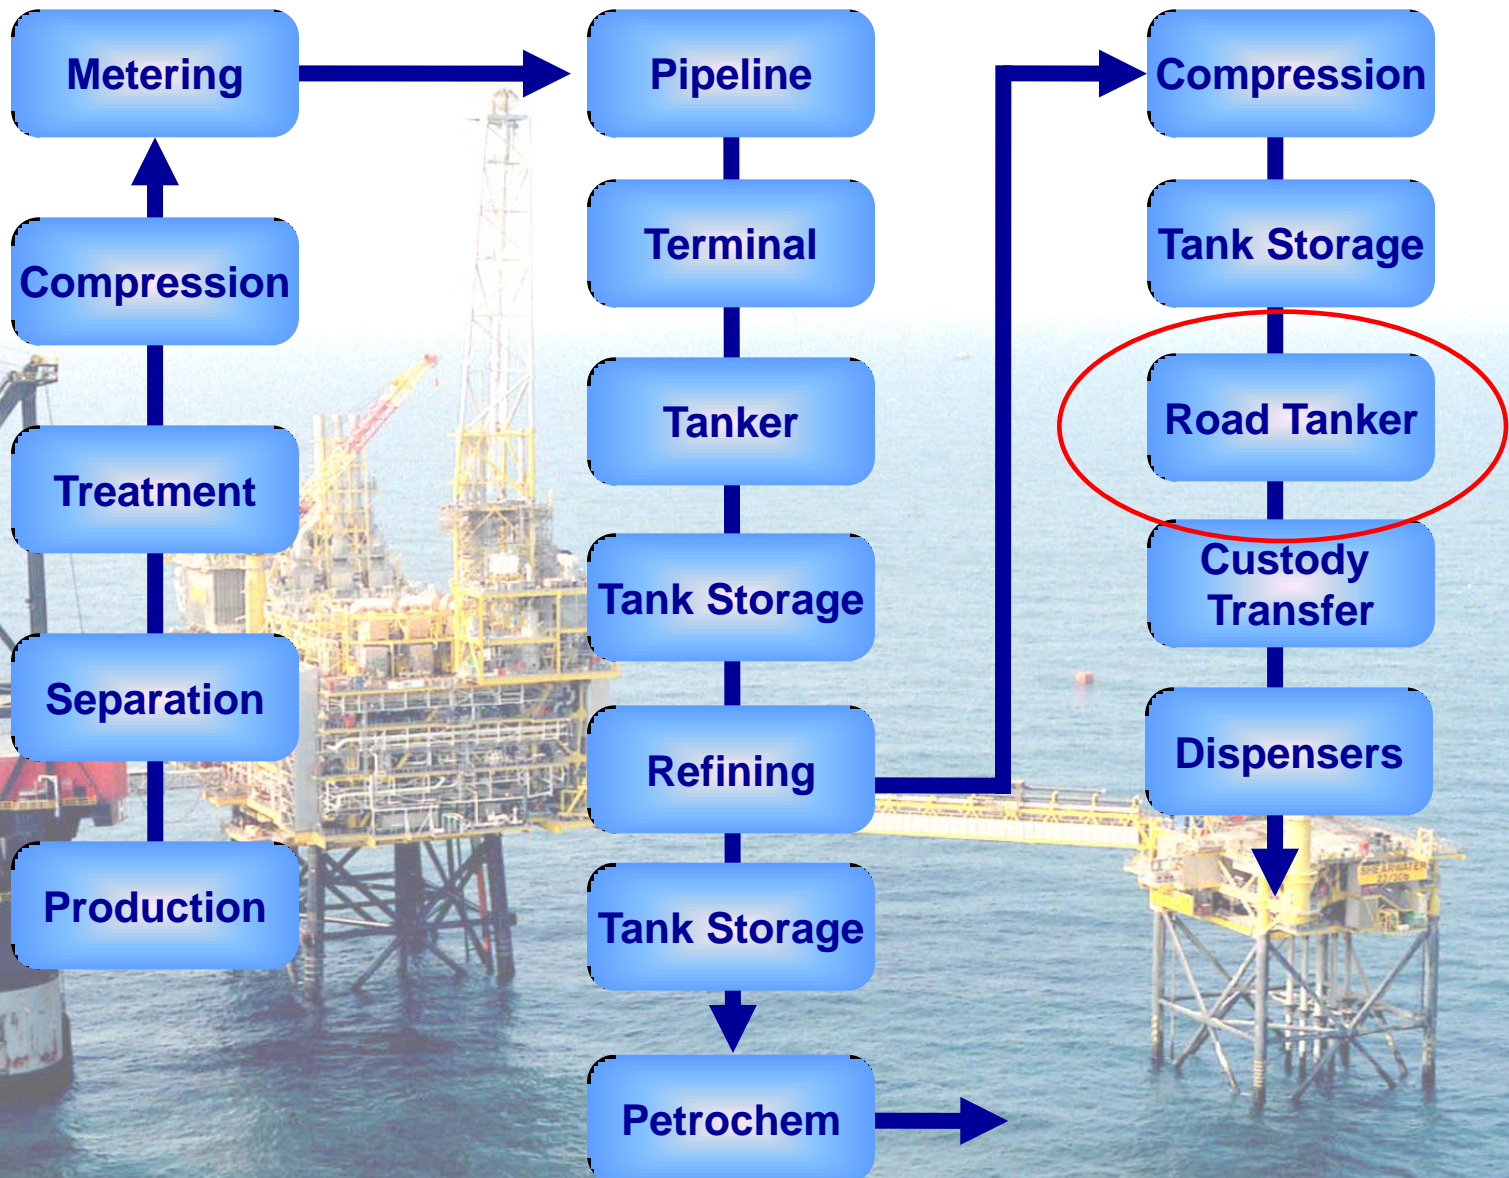 Metering
Compression
Treatment
Separation
Production
Pipeline
Terminal
Tanker
Tank Storage
Refining
Tank Storage
Petrochem
Compression
Tank Storage
Road Tanker
Custody
Transfer
Dispensers
SHEARWATER